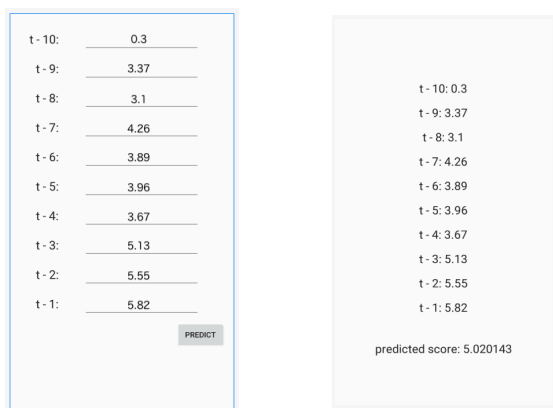 t - 10: 0.3
t - 9: 3.37
t - 8: 3.1
t - 7: 4.26
t - 6: 3.89
t - 5: 3.96
t - 4: 3.67
t - 3: 5.13
t - 2: 5.55
t - 1: 5.82
PREDICT
t - 10: 0.3
t - 9: 3.37
t - 8: 3.1
t - 7: 4.26
t - 6: 3.89
t - 5: 3.96
t - 4: 3.67
t - 3: 5.13
t - 2: 5.55
t - 1: 5.82
predicted score: 5.020143